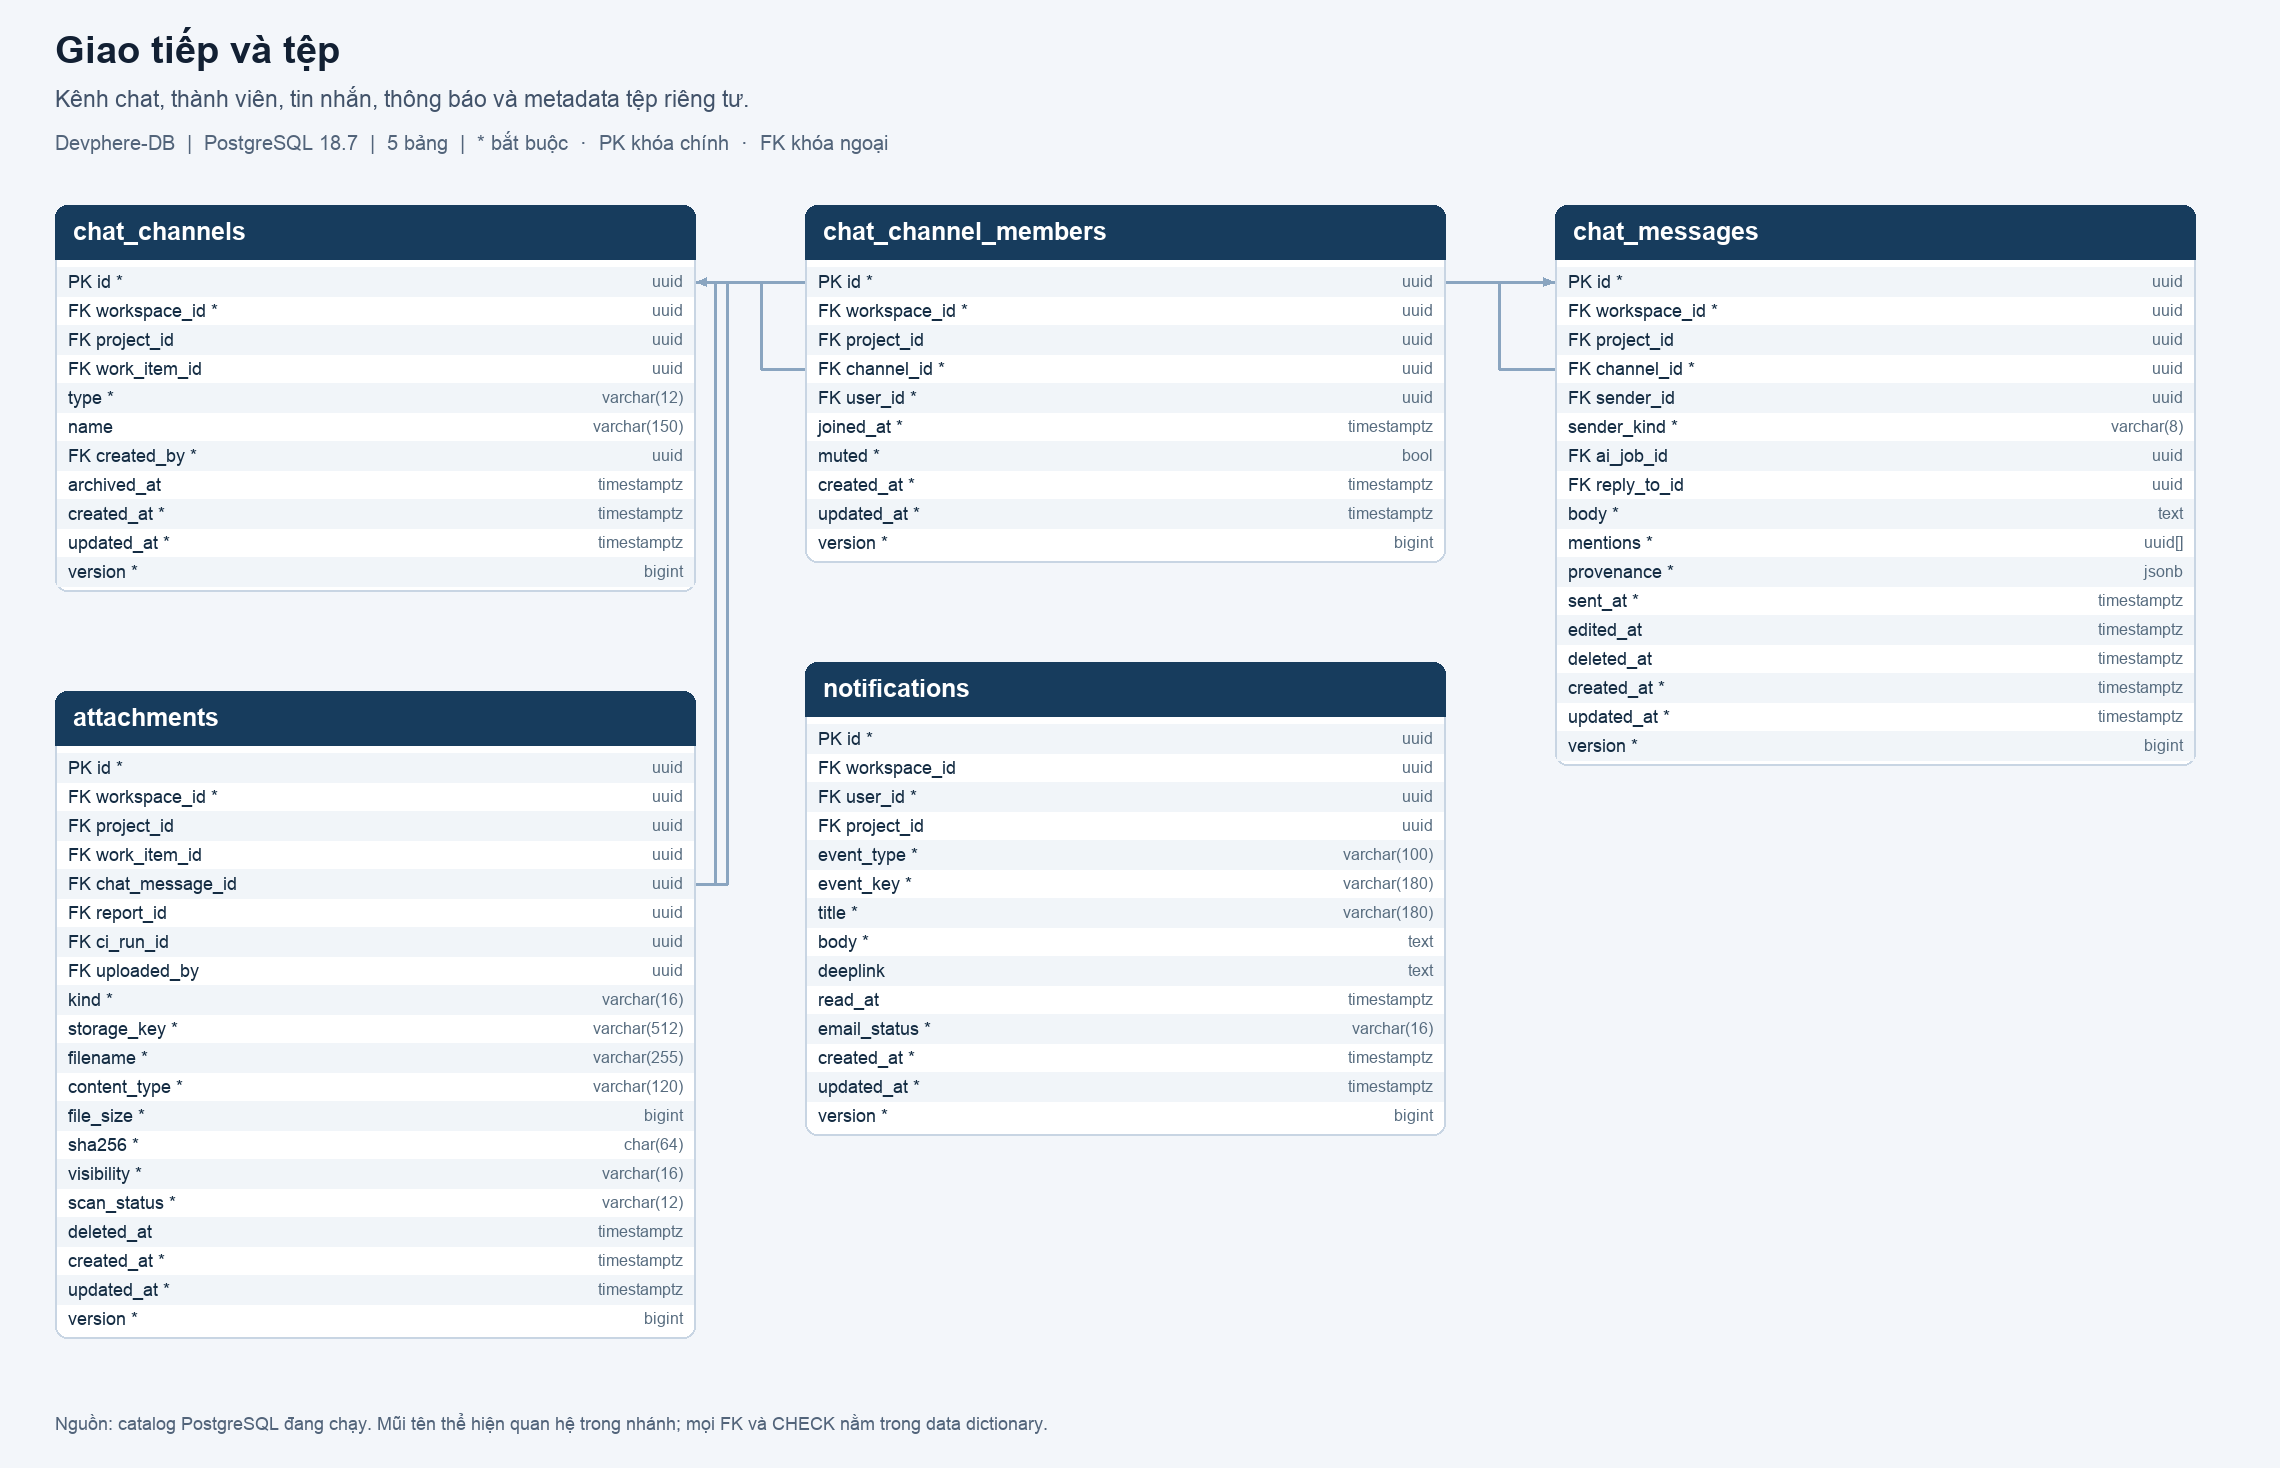 Giao tiếp và tệp
Kênh chat, thành viên, tin nhắn, thông báo và metadata tệp riêng tư.
Devphere-DB | PostgreSQL 18.7 | 5 bảng | * bắt buộc · PK khóa chính · FK khóa ngoại
chat_channels
PK id * uuid
FK workspace_id * uuid
FK project_id uuid
FK work_item_id uuid
type * varchar(12)
name varchar(150)
FK created_by * uuid
archived_at timestamptz
created_at * timestamptz
updated_at * timestamptz
version * bigint
chat_channel_members
PK id * uuid
FK workspace_id * uuid
FK project_id uuid
FK channel_id * uuid
FK user_id * uuid
joined_at * timestamptz
muted * bool
created_at * timestamptz
updated_at * timestamptz
version * bigint
chat_messages
PK id * uuid
FK workspace_id * uuid
FK project_id uuid
FK channel_id * uuid
FK sender_id uuid
sender_kind * varchar(8)
FK ai_job_id uuid
FK reply_to_id uuid
body * text
mentions * uuid[]
provenance * jsonb
sent_at * timestamptz
edited_at timestamptz
deleted_at timestamptz
created_at * timestamptz
updated_at * timestamptz
version * bigint
attachments
PK id * uuid
FK workspace_id * uuid
FK project_id uuid
FK work_item_id uuid
FK chat_message_id uuid
FK report_id uuid
FK ci_run_id uuid
FK uploaded_by uuid
kind * varchar(16)
storage_key * varchar(512)
filename * varchar(255)
content_type * varchar(120)
file_size * bigint
sha256 * char(64)
visibility * varchar(16)
scan_status * varchar(12)
deleted_at timestamptz
created_at * timestamptz
updated_at * timestamptz
version * bigint
notifications
PK id * uuid
FK workspace_id uuid
FK user_id * uuid
FK project_id uuid
event_type * varchar(100)
event_key * varchar(180)
title * varchar(180)
body * text
deeplink text
read_at timestamptz
email_status * varchar(16)
created_at * timestamptz
updated_at * timestamptz
version * bigint
Nguồn: catalog PostgreSQL đang chạy. Mũi tên thể hiện quan hệ trong nhánh; mọi FK và CHECK nằm trong data dictionary.